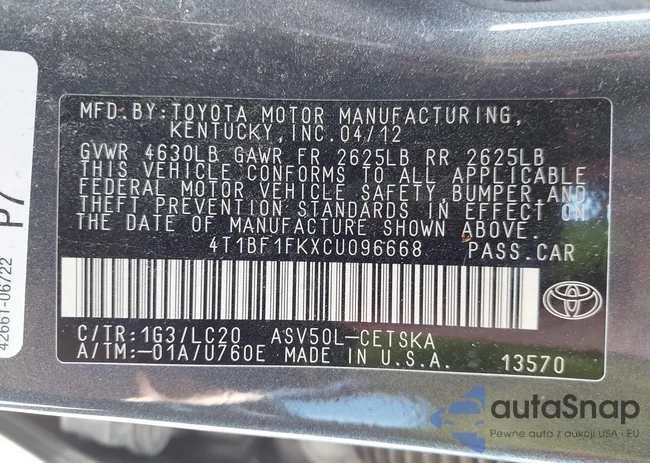 MFD.BY:TOYOTA MOTOR MANUFACTURING,
KENTUCKY,INC.04/12
GVWR 4630LB GAWR FR 2625LB RR 2625LB
THIS VEHICLE CONFORMS TO ALL APPLICABLE
FEDERAL MOTOR VEHICLE SAFETY,BUMPER,AND
THEFT PREVENTION STANDARDS IN EFFECT ON
THE DATE OF MANUFACTURE SHOWN ABOVE.
4T1BF1FKXCU096668 PASS.CAR
C/TR:1G3/LC20 ASV50L-CETSKA
A/TM:-01A/U760E MADE IN U.S.A. 13570
42661-06722 P7
autaSnap
Pewne auta z aukcji USA i EU